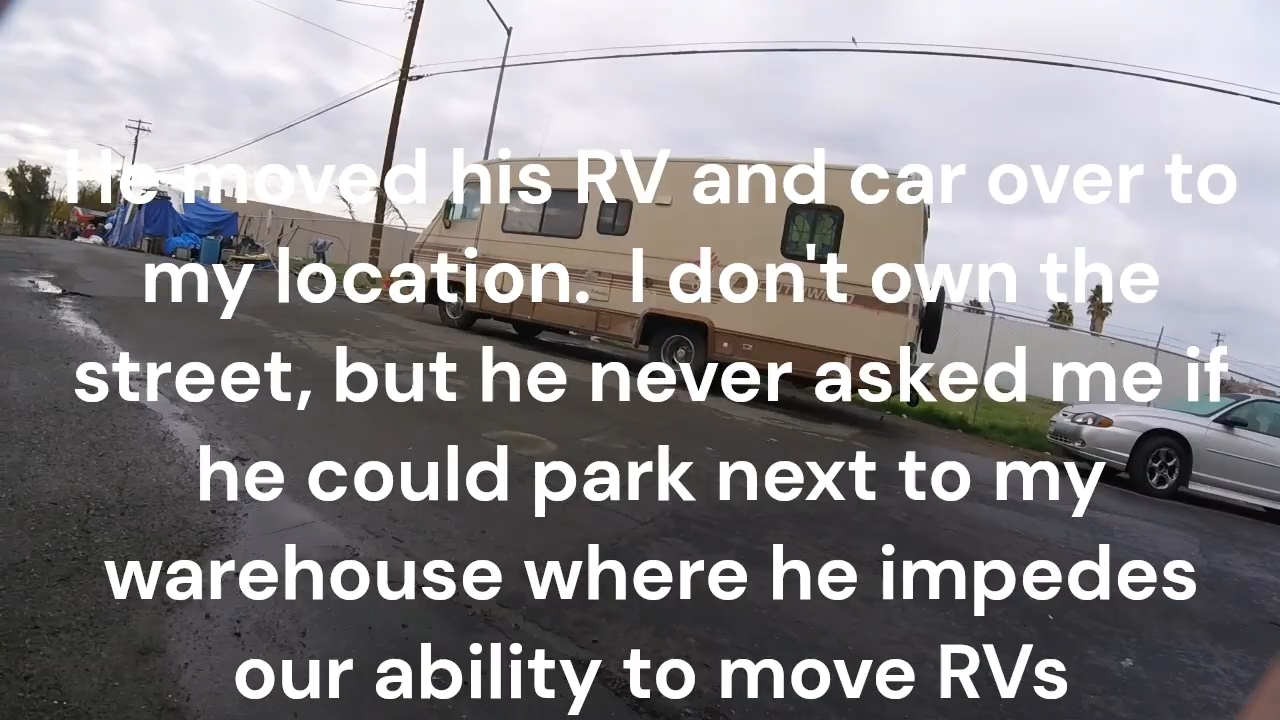 He moved his RV and car over to
my location.  I don't own the
street, but he never asked me if
he could park next to my
warehouse where he impedes
our ability to move RVs